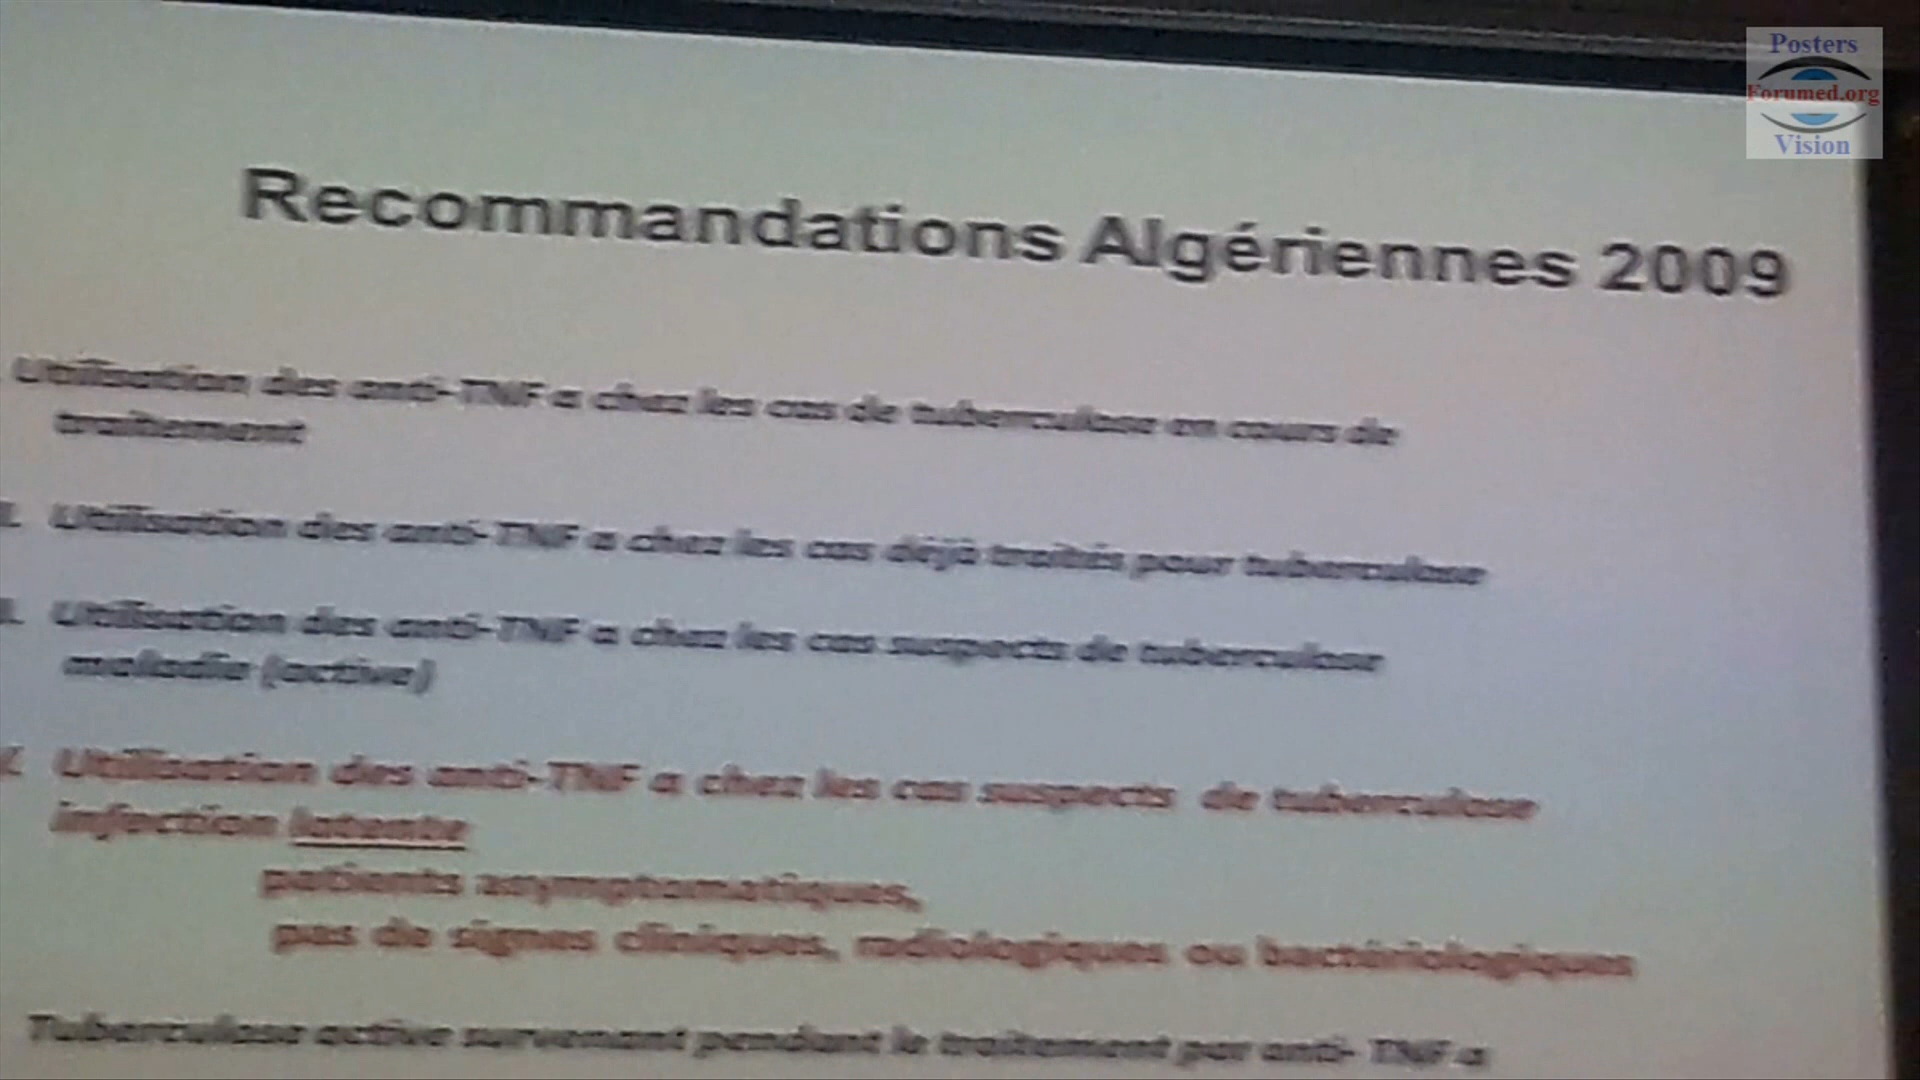 Posters
Forumed.org
Vision
Recommandations Algériennes 2009
Utilisation des anti-TNF α chez les cas de tuberculose en cours de
traitement
Utilisation des anti-TNF α chez les cas déjà traités pour tuberculose
Utilisation des anti-TNF α chez les cas suspects de tuberculose
maladie (active)
Utilisation des anti-TNF α chez les cas suspects de tuberculose
infection latente
patients asymptomatiques,
pas de signes cliniques, radiologiques ou bactériologiques
Tuberculose active survenant pendant le traitement par anti- TNF α